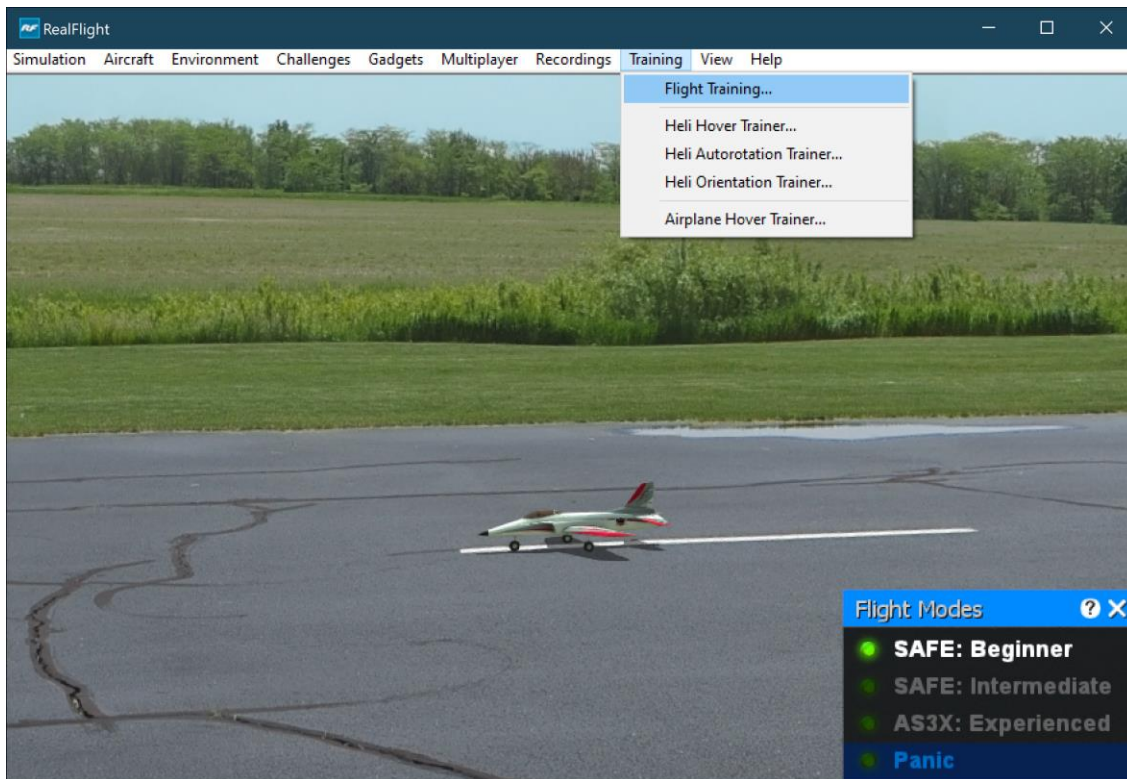 RealFlight
Simulation Aircraft Environment Challenges Gadgets Multiplayer Recordings Training View Help
Flight Training...
Heli Hover Trainer...
Heli Autorotation Trainer...
Heli Orientation Trainer...
Airplane Hover Trainer...
Flight Modes ?
SAFE: Beginner
SAFE: Intermediate
AS3X: Experienced
Panic